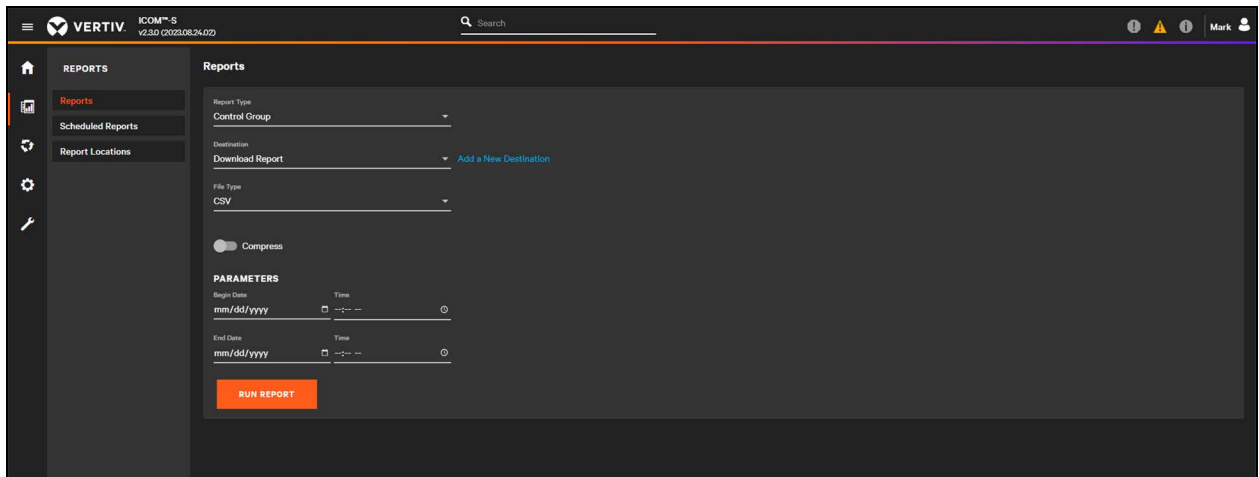 VERTIV.
ICOM™-S
v2.3.0 (2023.08.24.02)
Search
Mark
REPORTS
Reports
Scheduled Reports
Report Locations
Reports
Report Type
Control Group
Destination
Download Report
Add a New Destination
File Type
CSV
Compress
PARAMETERS
Begin Date Time
mm/dd/yyyy --:-- --
End Date Time
mm/dd/yyyy --:-- --
RUN REPORT